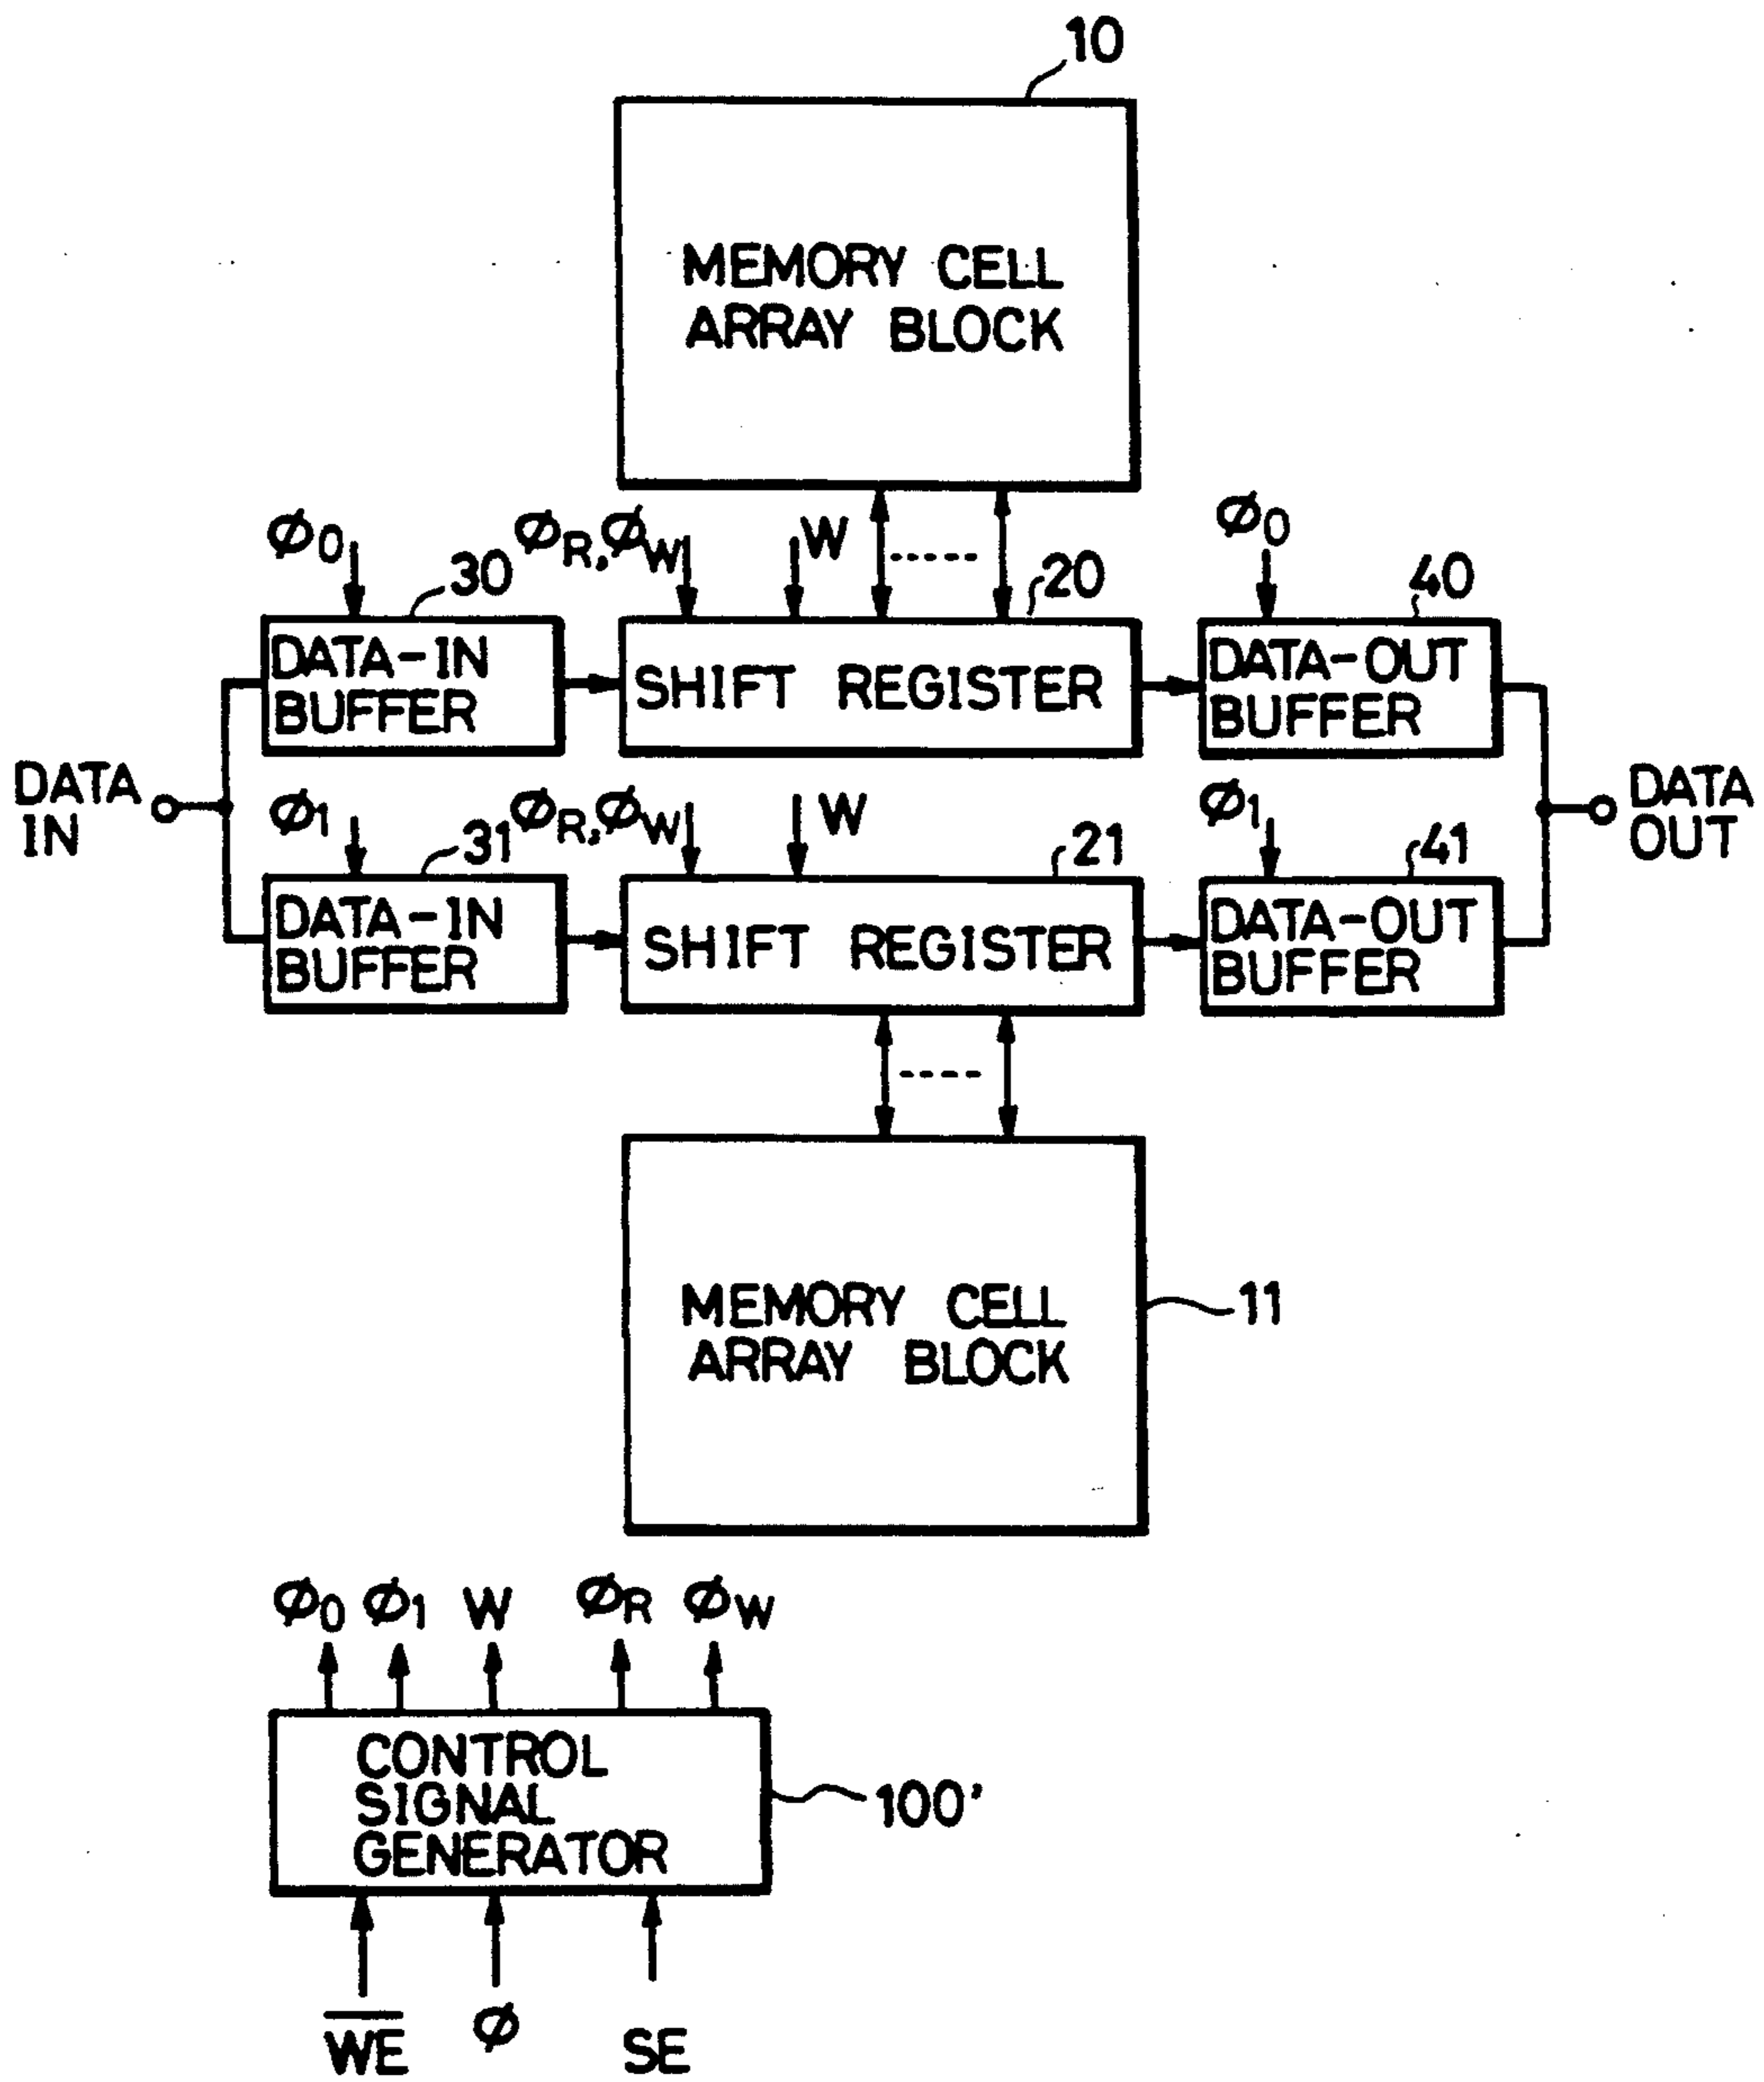 10
MEMORY CELL
ARRAY BLOCK
φ0
30
φR,φW
W
20
φ0
40
DATA-IN
BUFFER
SHIFT REGISTER
DATA-OUT
BUFFER
DATA
IN
φ1
31
φR,φW
W
21
φ1
41
DATA
OUT
DATA-IN
BUFFER
SHIFT REGISTER
DATA-OUT
BUFFER
MEMORY CELL
ARRAY BLOCK
11
φ0 φ1 W φR φW
CONTROL
SIGNAL
GENERATOR
100'
W̅E̅ φ SE